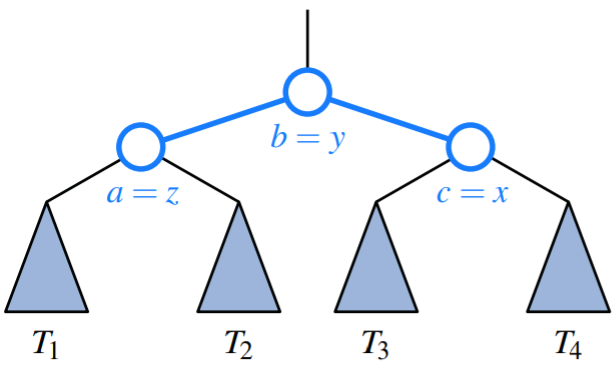 b = y
a = z
c = x
T₁
T₂
T₃
T₄